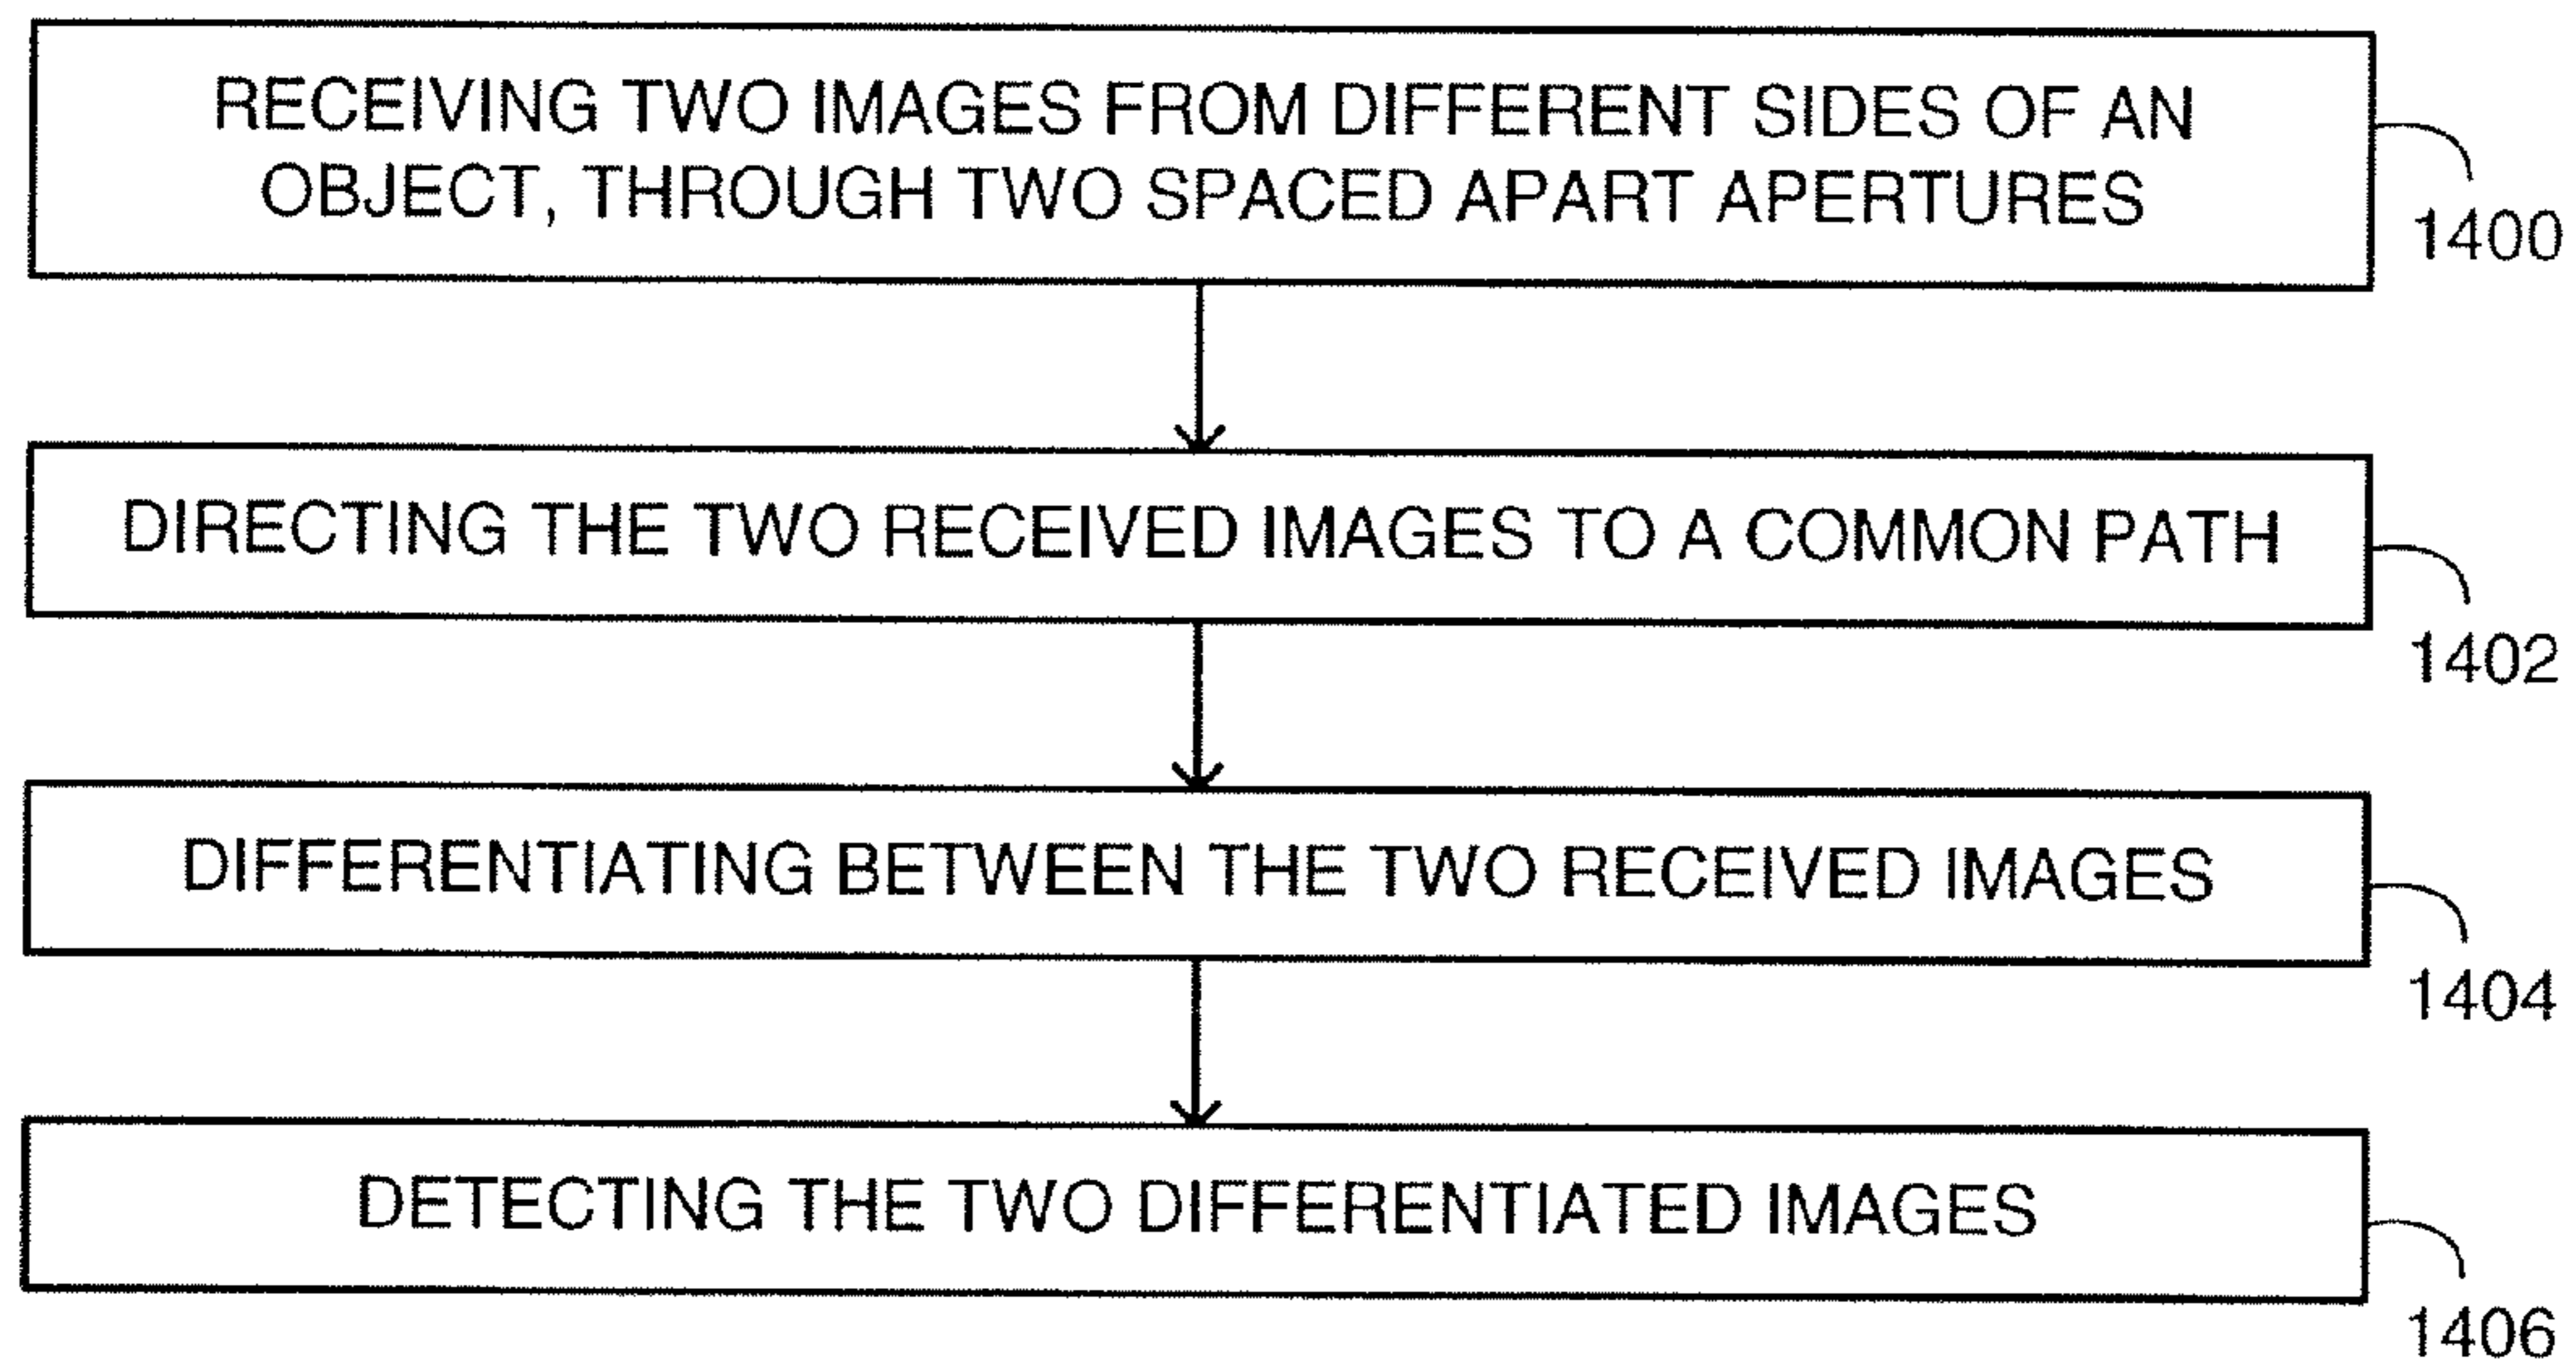 RECEIVING TWO IMAGES FROM DIFFERENT SIDES OF AN
OBJECT, THROUGH TWO SPACED APART APERTURES
1400
DIRECTING THE TWO RECEIVED IMAGES TO A COMMON PATH
1402
DIFFERENTIATING BETWEEN THE TWO RECEIVED IMAGES
1404
DETECTING THE TWO DIFFERENTIATED IMAGES
1406